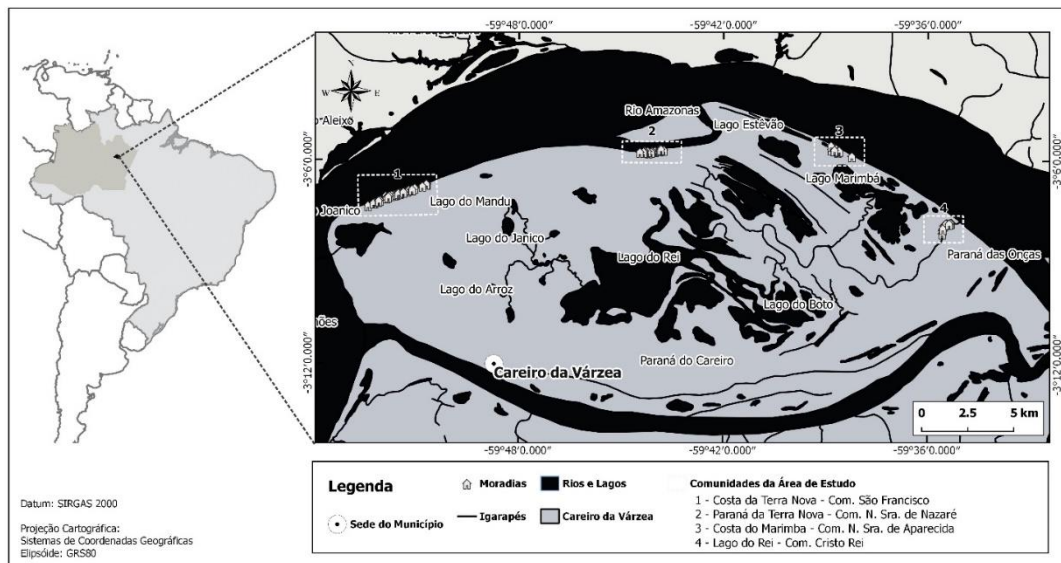 -59°48'0.000"
-59°42'0.000"
-59°36'0.000"
N
W
E
S
o Aleixo
Rio Amazonas
Lago Estêvão
2
3
-3°6'0.000"
-3°6'0.000"
1
Lago Marimbá
o Joanico
Lago do Mandu
4
Lago do Janico
Paraná das Onças
Lago do Rei
Lago do Arroz
Lago do Boto
ões
Paraná do Careiro
-3°12'0.000"
-3°12'0.000"
Careiro da Várzea
0 2.5 5 km
-59°48'0.000"
-59°42'0.000"
-59°36'0.000"
Legenda
Moradias
Rios e Lagos
Sede do Município
Igarapés
Careiro da Várzea
Comunidades da Área de Estudo
1 - Costa da Terra Nova - Com. São Francisco
2 - Paraná da Terra Nova - Com. N. Sra. de Nazaré
3 - Costa do Marimba - Com. N. Sra. de Aparecida
4 - Lago do Rei - Com. Cristo Rei
Datum: SIRGAS 2000
Projeção Cartográfica:
Sistemas de Coordenadas Geográficas
Elipsóide: GRS80